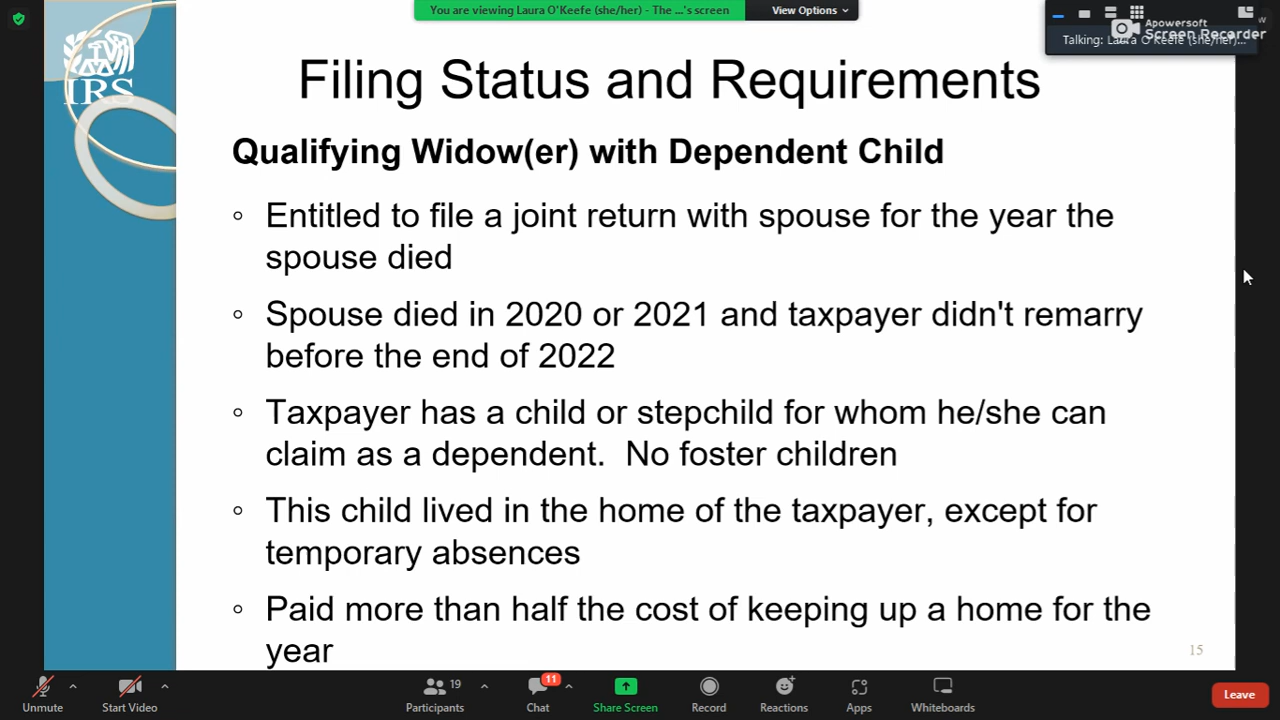 You are viewing Laura O'Keefe (she/her) - The ...'s screen
View Options
Apowersoft
Screen Recorder
Talking: Laura O'Keefe (she/her)...
IRS
Filing Status and Requirements
Qualifying Widow(er) with Dependent Child
◦ Entitled to file a joint return with spouse for the year the
spouse died
◦ Spouse died in 2020 or 2021 and taxpayer didn't remarry
before the end of 2022
◦ Taxpayer has a child or stepchild for whom he/she can
claim as a dependent.  No foster children
◦ This child lived in the home of the taxpayer, except for
temporary absences
◦ Paid more than half the cost of keeping up a home for the
year
15
19
11
Unmute
Start Video
Participants
Chat
Share Screen
Record
Reactions
Apps
Whiteboards
Leave